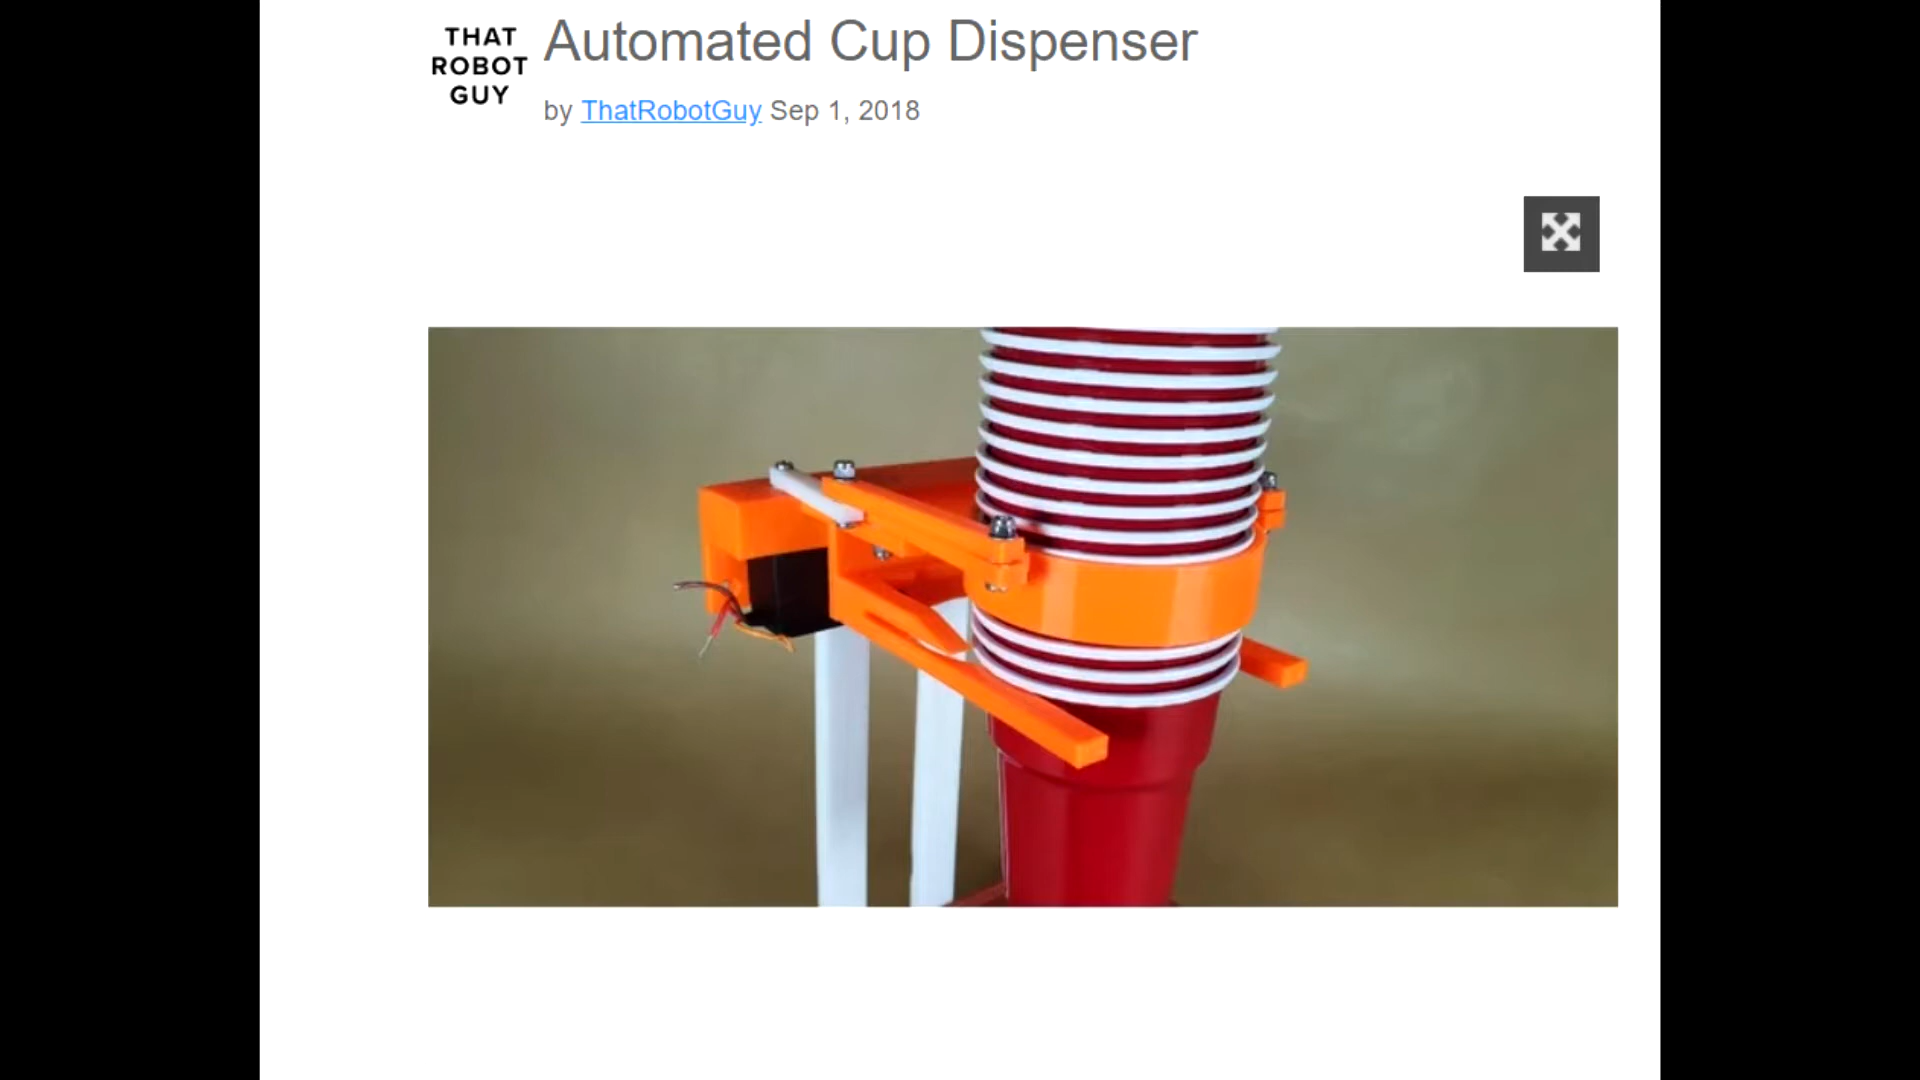 THAT
ROBOT
GUY
Automated Cup Dispenser
by ThatRobotGuy Sep 1, 2018